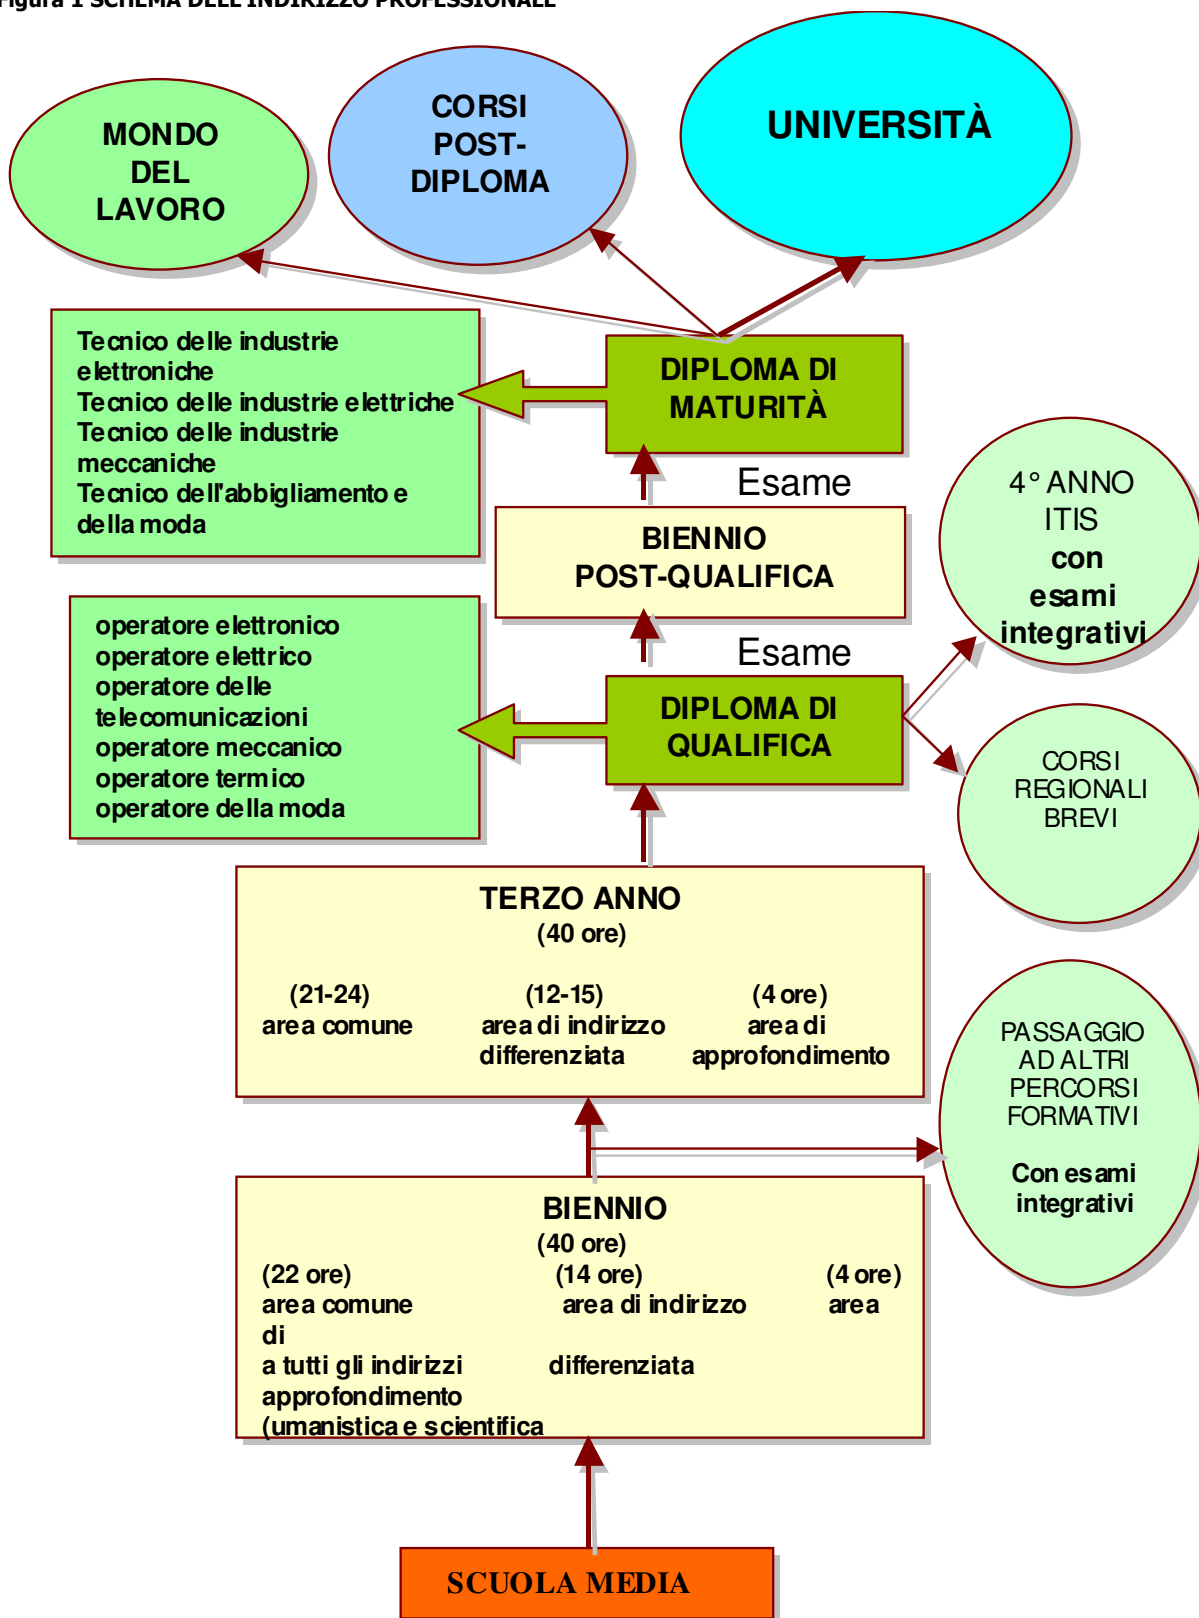 Figura 1 SCHEMA DELL'INDIRIZZO PROFESSIONALE
MONDO
DEL
LAVORO
CORSI
POST-
DIPLOMA
UNIVERSITÀ
Tecnico delle industrie
elettroniche
Tecnico delle industrie elettriche
Tecnico delle industrie
meccaniche
Tecnico dell'abbigliamento e
della moda
DIPLOMA DI
MATURITÀ
Esame
4° ANNO
ITIS
con
esami
integrativi
BIENNIO
POST-QUALIFICA
Esame
operatore elettronico
operatore elettrico
operatore delle
telecomunicazioni
operatore meccanico
operatore termico
operatore della moda
DIPLOMA DI
QUALIFICA
CORSI
REGIONALI
BREVI
TERZO ANNO
(40 ore)
(21-24) (12-15) (4 ore)
area comune area di indirizzo area di
differenziata approfondimento
PASSAGGIO
AD ALTRI
PERCORSI
FORMATIVI
Con esami
integrativi
BIENNIO
(40 ore)
(22 ore) (14 ore) (4 ore)
area comune area di indirizzo area
di
a tutti gli indirizzi differenziata
approfondimento
(umanistica e scientifica
SCUOLA MEDIA